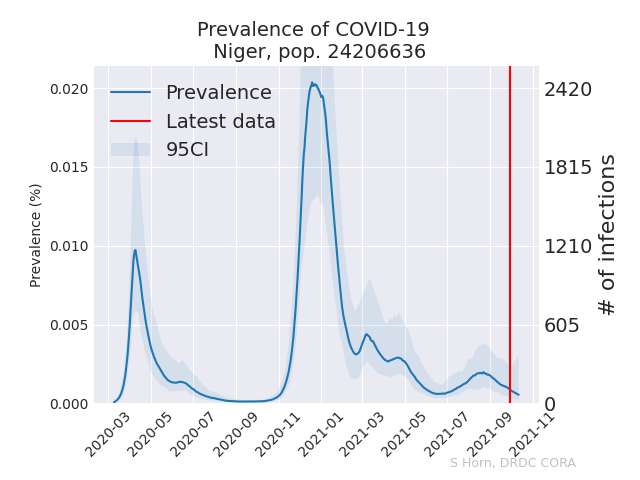 Prevalence of COVID-19
Niger, pop. 24206636
Prevalence
Latest data
95CI
0.020
0.015
0.010
0.005
0.000
Prevalence (%)
2420
1815
1210
605
0
# of infections
2020-03
2020-05
2020-07
2020-09
2020-11
2021-01
2021-03
2021-05
2021-07
2021-09
2021-11
S Horn, DRDC CORA